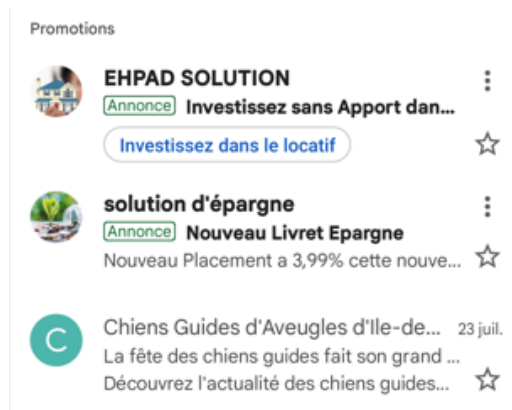 Promotions
EHPAD SOLUTION
Annonce Investissez sans Apport dan...
Investissez dans le locatif
solution d'épargne
Annonce Nouveau Livret Epargne
Nouveau Placement a 3,99% cette nouve...
C
Chiens Guides d'Aveugles d'Ile-de... 23 juil.
La fête des chiens guides fait son grand ...
Découvrez l'actualité des chiens guides...